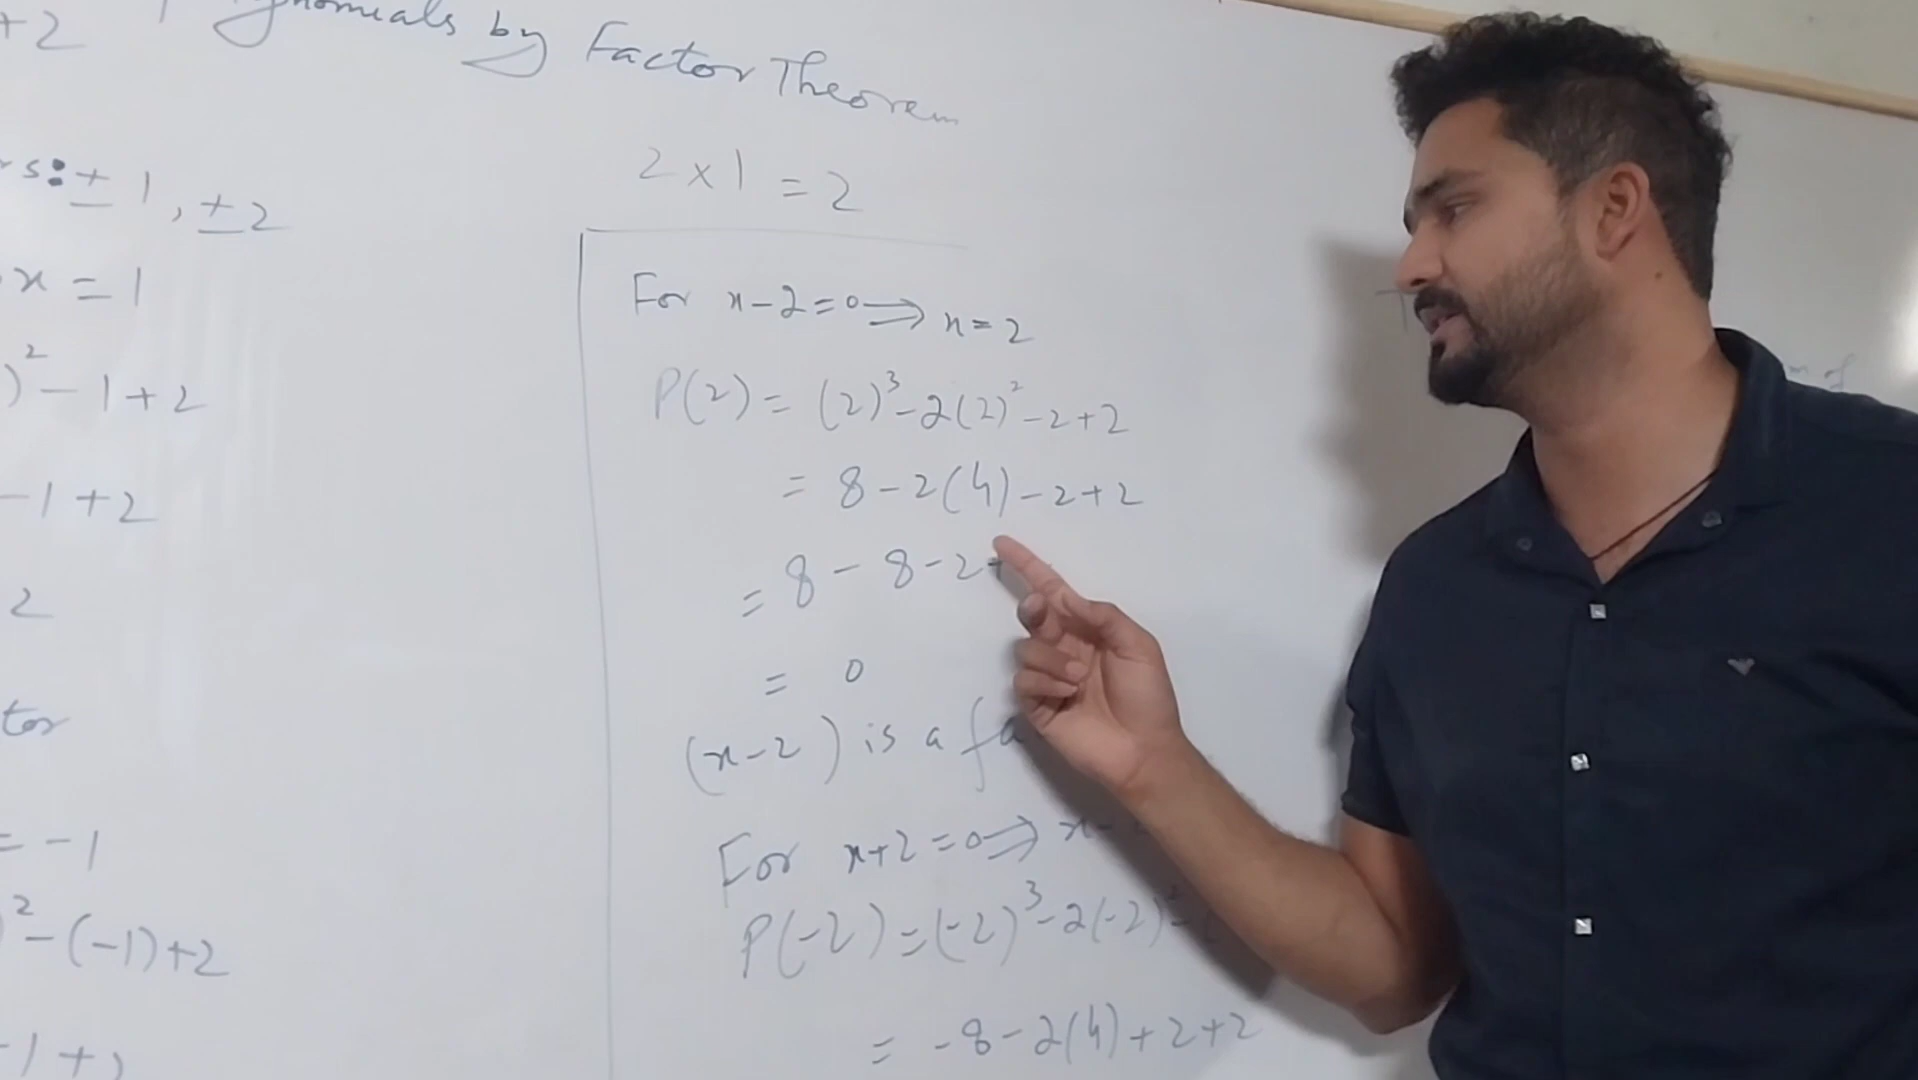 +2
by Factor Theorem
s: ± 1, ± 2
x = 1
)² - 1 + 2
- 1 + 2
2
tor
= -1
)² - (-1) + 2
- 1 + 2
2 x 1 = 2
For x - 2 = 0 ⟹ x = 2
P(2) = (2)³ - 2(2)² - 2 + 2
= 8 - 2(4) - 2 + 2
= 8 - 8 - 2 +
= 0
(x - 2) is a fa
For x + 2 = 0 ⟹ x
P(-2) = (-2)³ - 2(-2)² - (
= -8 - 2(4) + 2 + 2